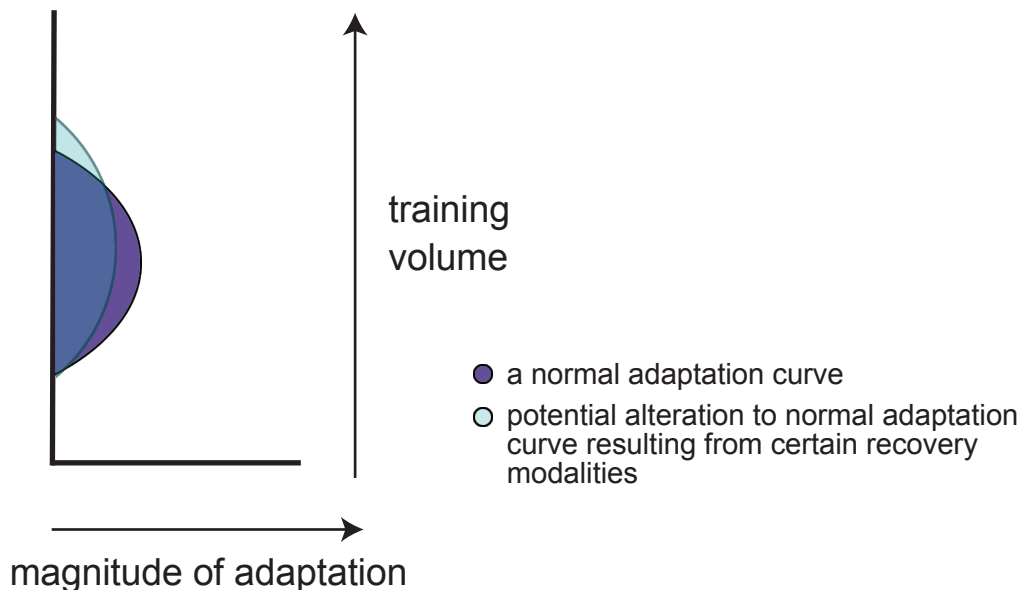 training
volume
a normal adaptation curve
potential alteration to normal adaptation
curve resulting from certain recovery
modalities
magnitude of adaptation